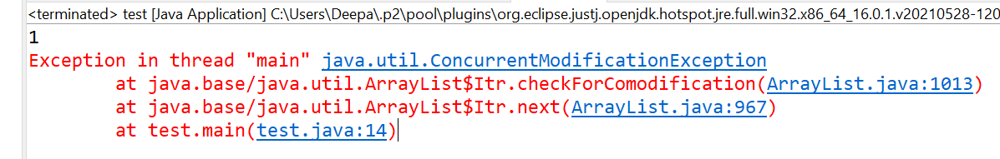 <terminated> test [Java Application] C:\Users\Deepa\.p2\pool\plugins\org.eclipse.justj.openjdk.hotspot.jre.full.win32.x86_64_16.0.1.v20210528-120
1
Exception in thread "main" java.util.ConcurrentModificationException
at java.base/java.util.ArrayList$Itr.checkForComodification(ArrayList.java:1013)
at java.base/java.util.ArrayList$Itr.next(ArrayList.java:967)
at test.main(test.java:14)